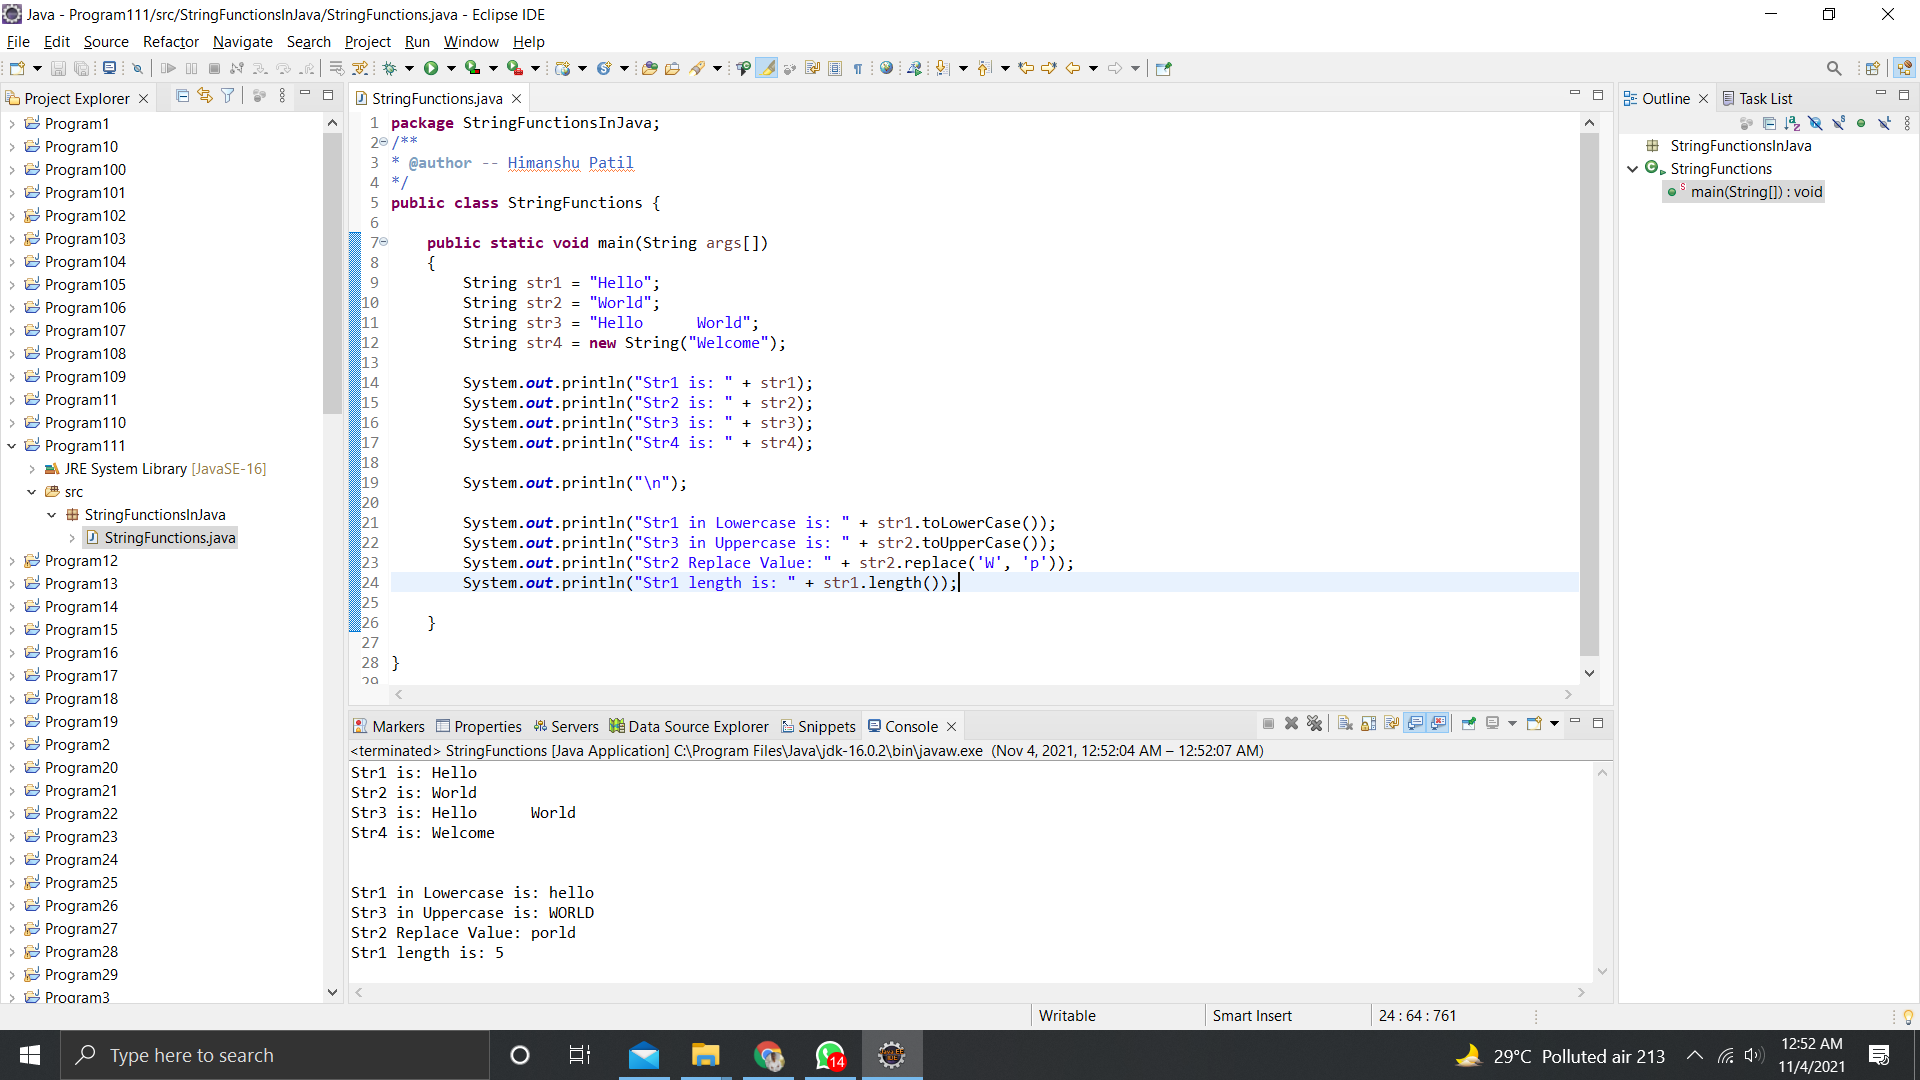 Java - Program111/src/StringFunctionsInJava/StringFunctions.java - Eclipse IDE
File Edit Source Refactor Navigate Search Project Run Window Help
Project Explorer
Program1
Program10
Program100
Program101
Program102
Program103
Program104
Program105
Program106
Program107
Program108
Program109
Program11
Program110
Program111
JRE System Library [JavaSE-16]
src
StringFunctionsInJava
StringFunctions.java
Program12
Program13
Program14
Program15
Program16
Program17
Program18
Program19
Program2
Program20
Program21
Program22
Program23
Program24
Program25
Program26
Program27
Program28
Program29
Program3
StringFunctions.java
1 package StringFunctionsInJava;
2 /**
3 * @author -- Himanshu Patil
4 */
5 public class StringFunctions {
6
7 public static void main(String args[])
8 {
9 String str1 = "Hello";
10 String str2 = "World";
11 String str3 = "Hello      World";
12 String str4 = new String("Welcome");
13
14 System.out.println("Str1 is: " + str1);
15 System.out.println("Str2 is: " + str2);
16 System.out.println("Str3 is: " + str3);
17 System.out.println("Str4 is: " + str4);
18
19 System.out.println("\n");
20
21 System.out.println("Str1 in Lowercase is: " + str1.toLowerCase());
22 System.out.println("Str3 in Uppercase is: " + str2.toUpperCase());
23 System.out.println("Str2 Replace Value: " + str2.replace('W', 'p'));
24 System.out.println("Str1 length is: " + str1.length());
25
26 }
27
28 }
29
Outline Task List
StringFunctionsInJava
StringFunctions
main(String[]) : void
Markers Properties Servers Data Source Explorer Snippets Console
<terminated> StringFunctions [Java Application] C:\Program Files\Java\jdk-16.0.2\bin\javaw.exe (Nov 4, 2021, 12:52:04 AM – 12:52:07 AM)
Str1 is: Hello
Str2 is: World
Str3 is: Hello      World
Str4 is: Welcome
Str1 in Lowercase is: hello
Str3 in Uppercase is: WORLD
Str2 Replace Value: porld
Str1 length is: 5
Writable Smart Insert 24 : 64 : 761
Type here to search
14
29°C Polluted air 213
12:52 AM
11/4/2021